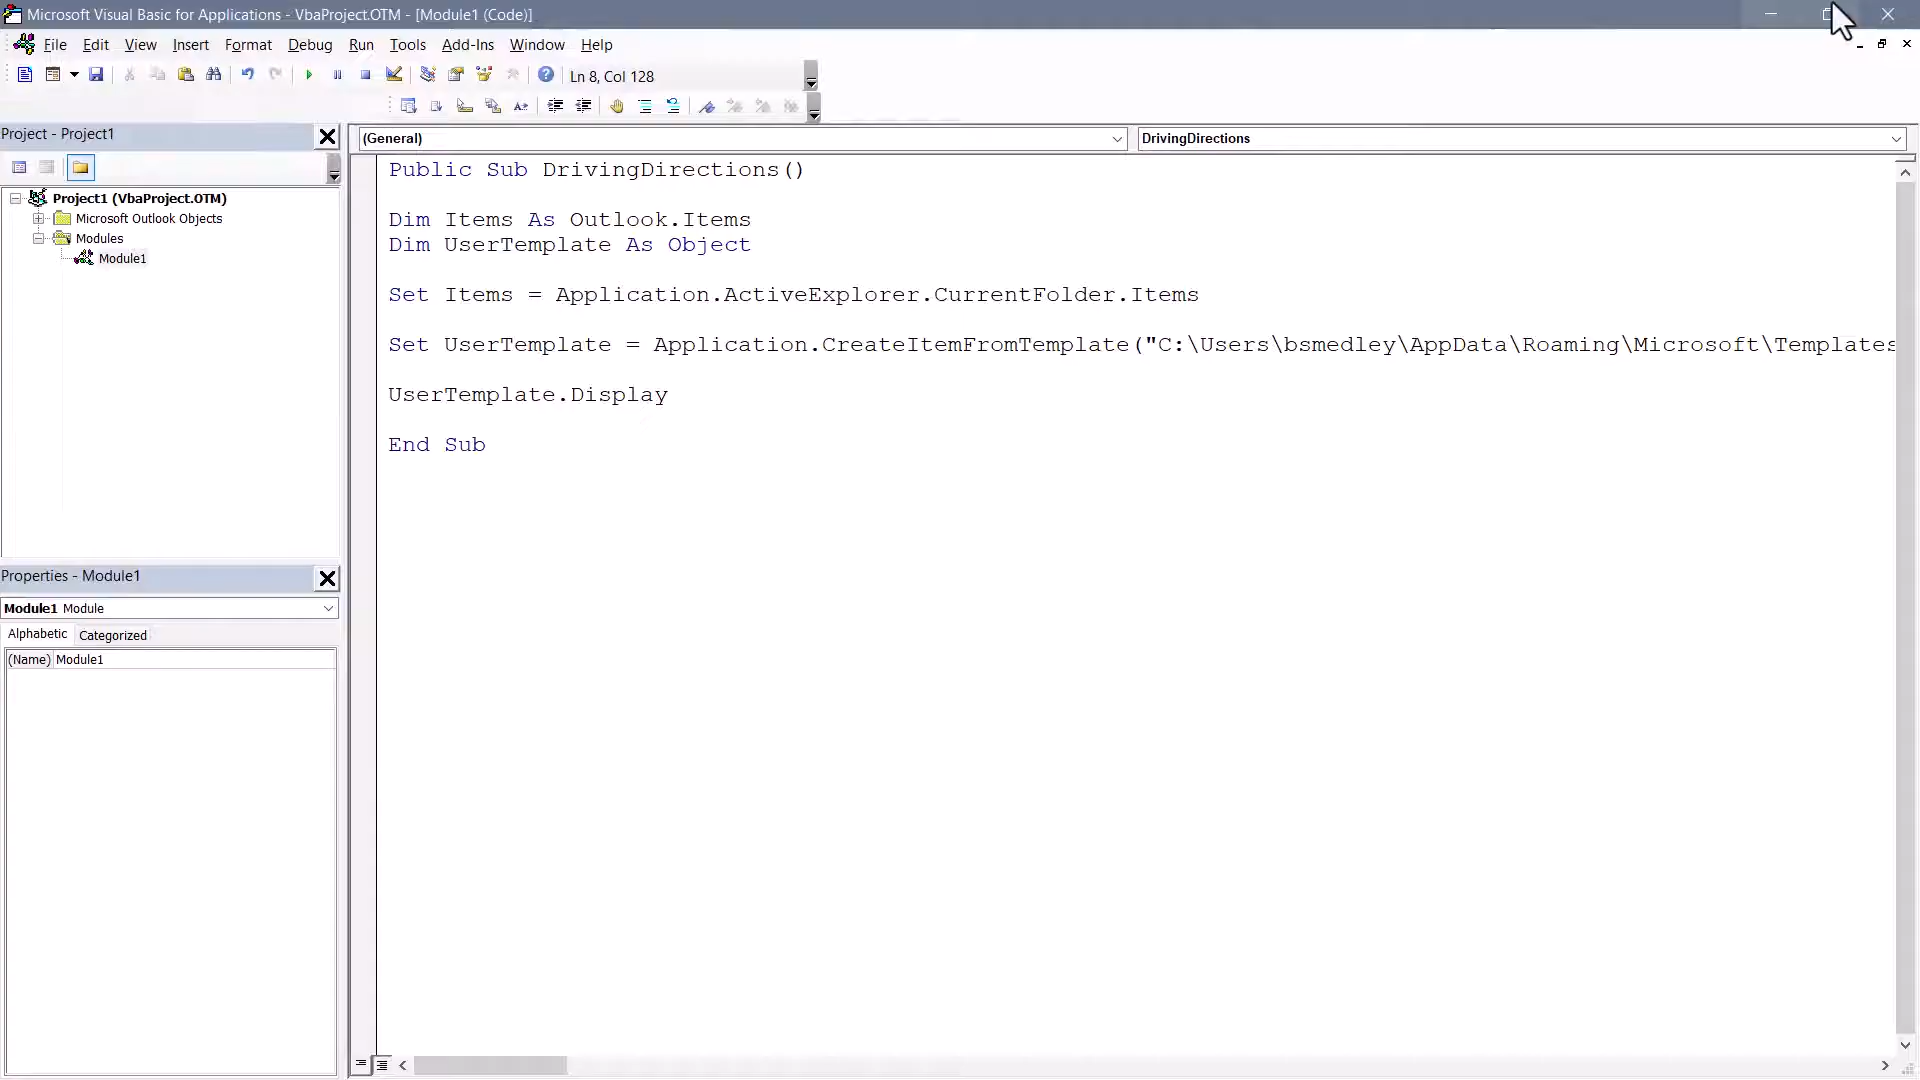 Microsoft Visual Basic for Applications - VbaProject.OTM - [Module1 (Code)]
File Edit View Insert Format Debug Run Tools Add-Ins Window Help
Ln 8, Col 128
Project - Project1
(General)
DrivingDirections
Project1 (VbaProject.OTM)
Microsoft Outlook Objects
Modules
Module1
Public Sub DrivingDirections()
Dim Items As Outlook.Items
Dim UserTemplate As Object
Set Items = Application.ActiveExplorer.CurrentFolder.Items
Set UserTemplate = Application.CreateItemFromTemplate("C:\Users\bsmedley\AppData\Roaming\Microsoft\Templates
UserTemplate.Display
End Sub
Properties - Module1
Module1 Module
Alphabetic Categorized
(Name) Module1